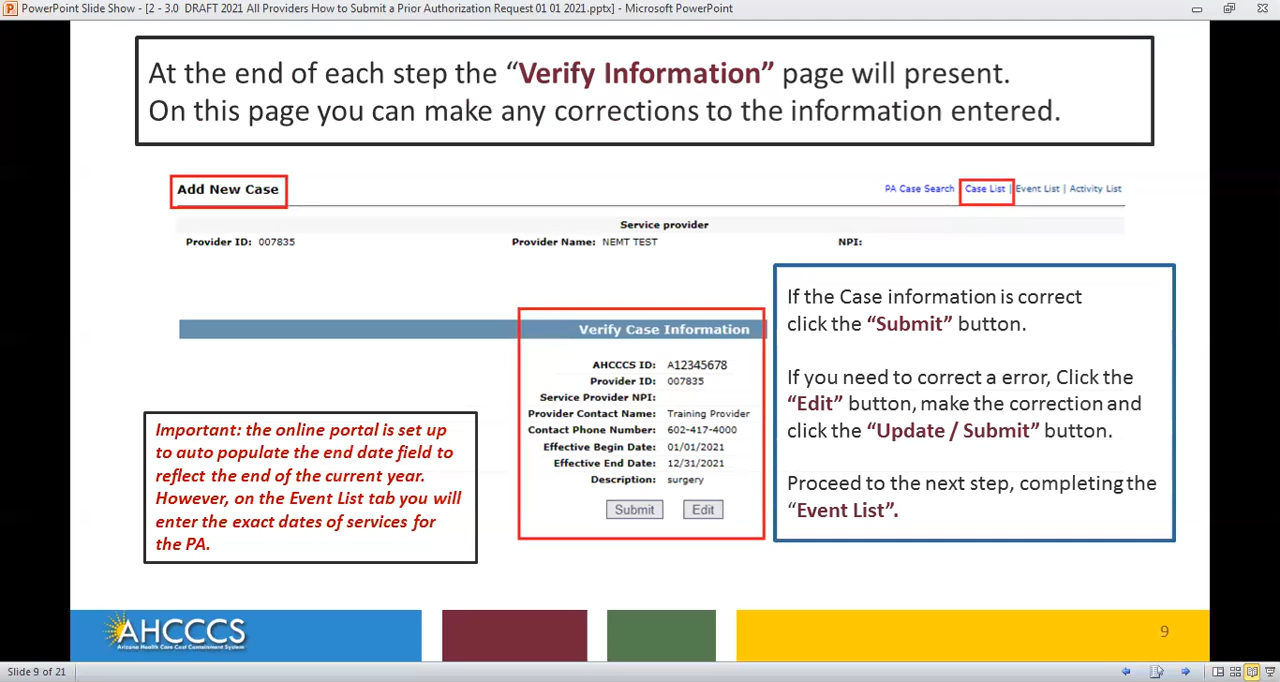 PowerPoint Slide Show - [2 - 3.0  DRAFT 2021 All Providers How to Submit a Prior Authorization Request 01 01 2021.pptx] - Microsoft PowerPoint
At the end of each step the “Verify Information” page will present.
On this page you can make any corrections to the information entered.
Add New Case
PA Case Search Case List | Event List | Activity List
Service provider
Provider ID: 007835 Provider Name: NEMT TEST NPI:
Verify Case Information
AHCCCS ID: A12345678
Provider ID: 007835
Service Provider NPI:
Provider Contact Name: Training Provider
Contact Phone Number: 602-417-4000
Effective Begin Date: 01/01/2021
Effective End Date: 12/31/2021
Description: surgery
Submit Edit
If the Case information is correct
click the “Submit” button.
If you need to correct a error, Click the
“Edit” button, make the correction and
click the “Update / Submit” button.
Proceed to the next step, completing the
“Event List”.
Important: the online portal is set up
to auto populate the end date field to
reflect the end of the current year.
However, on the Event List tab you will
enter the exact dates of services for
the PA.
AHCCCS
Arizona Health Care Cost Containment System
9
Slide 9 of 21